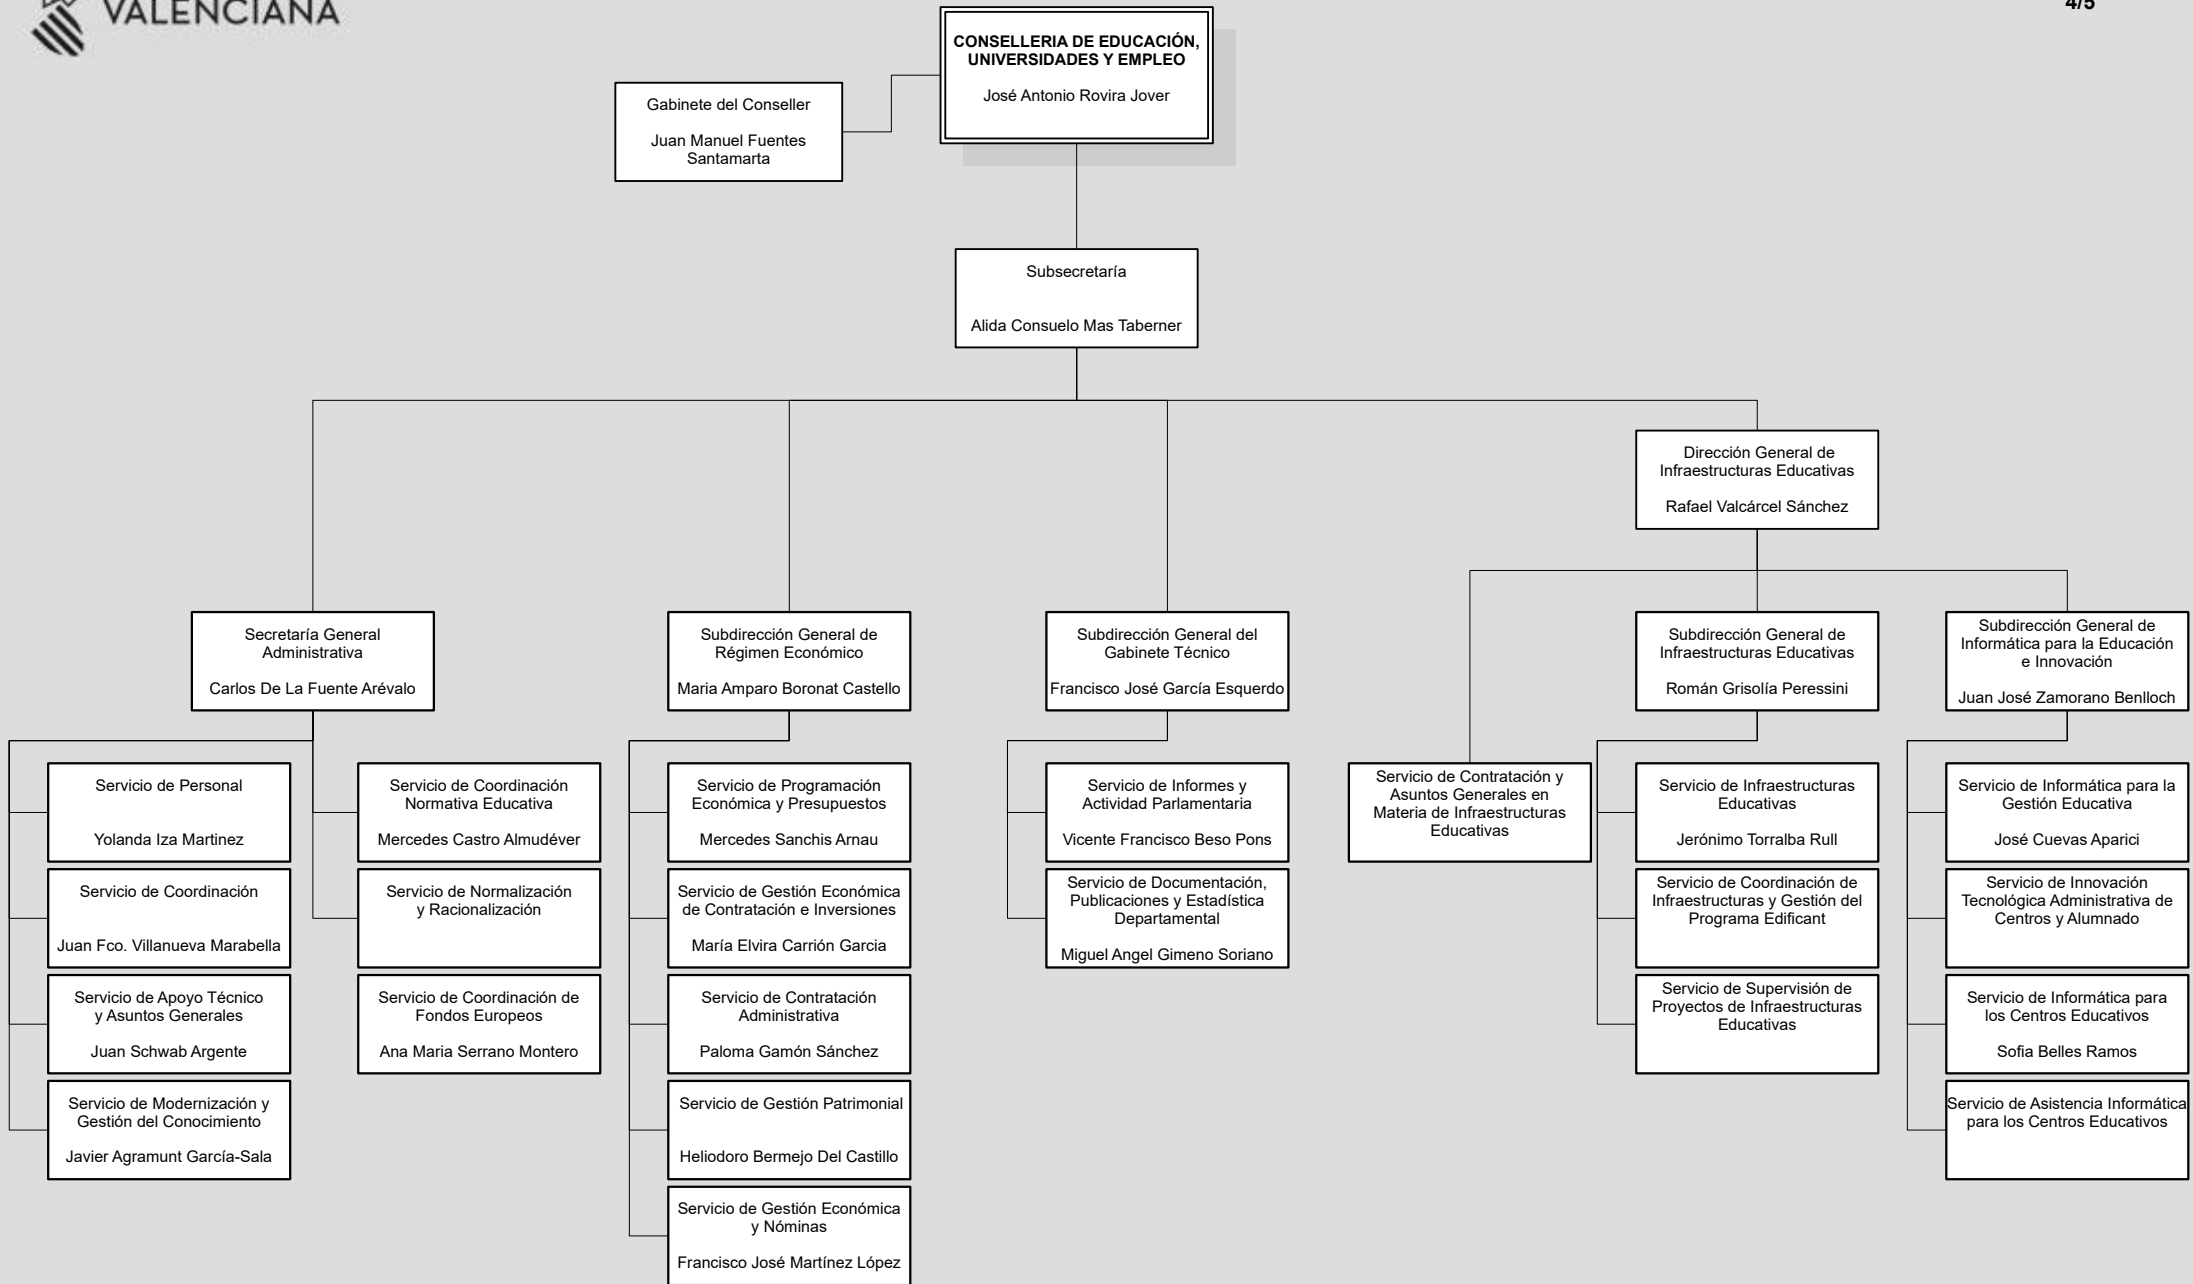 VALENCIANA
4/5
CONSELLERIA DE EDUCACIÓN,
UNIVERSIDADES Y EMPLEO
José Antonio Rovira Jover
Gabinete del Conseller
Juan Manuel Fuentes
Santamarta
Subsecretaría
Alida Consuelo Mas Taberner
Dirección General de
Infraestructuras Educativas
Rafael Valcárcel Sánchez
Secretaría General
Administrativa
Carlos De La Fuente Arévalo
Subdirección General de
Régimen Económico
Maria Amparo Boronat Castello
Subdirección General del
Gabinete Técnico
Francisco José García Esquerdo
Subdirección General de
Infraestructuras Educativas
Román Grisolía Peressini
Subdirección General de
Informática para la Educación
e Innovación
Juan José Zamorano Benlloch
Servicio de Personal
Yolanda Iza Martinez
Servicio de Coordinación
Normativa Educativa
Mercedes Castro Almudéver
Servicio de Programación
Económica y Presupuestos
Mercedes Sanchis Arnau
Servicio de Informes y
Actividad Parlamentaria
Vicente Francisco Beso Pons
Servicio de Contratación y
Asuntos Generales en
Materia de Infraestructuras
Educativas
Servicio de Infraestructuras
Educativas
Jerónimo Torralba Rull
Servicio de Informática para la
Gestión Educativa
José Cuevas Aparici
Servicio de Coordinación
Juan Fco. Villanueva Marabella
Servicio de Normalización
y Racionalización
Servicio de Gestión Económica
de Contratación e Inversiones
María Elvira Carrión Garcia
Servicio de Documentación,
Publicaciones y Estadística
Departamental
Miguel Angel Gimeno Soriano
Servicio de Coordinación de
Infraestructuras y Gestión del
Programa Edificant
Servicio de Innovación
Tecnológica Administrativa de
Centros y Alumnado
Servicio de Apoyo Técnico
y Asuntos Generales
Juan Schwab Argente
Servicio de Coordinación de
Fondos Europeos
Ana Maria Serrano Montero
Servicio de Contratación
Administrativa
Paloma Gamón Sánchez
Servicio de Supervisión de
Proyectos de Infraestructuras
Educativas
Servicio de Informática para
los Centros Educativos
Sofia Belles Ramos
Servicio de Modernización y
Gestión del Conocimiento
Javier Agramunt García-Sala
Servicio de Gestión Patrimonial
Heliodoro Bermejo Del Castillo
Servicio de Asistencia Informática
para los Centros Educativos
Servicio de Gestión Económica
y Nóminas
Francisco José Martínez López